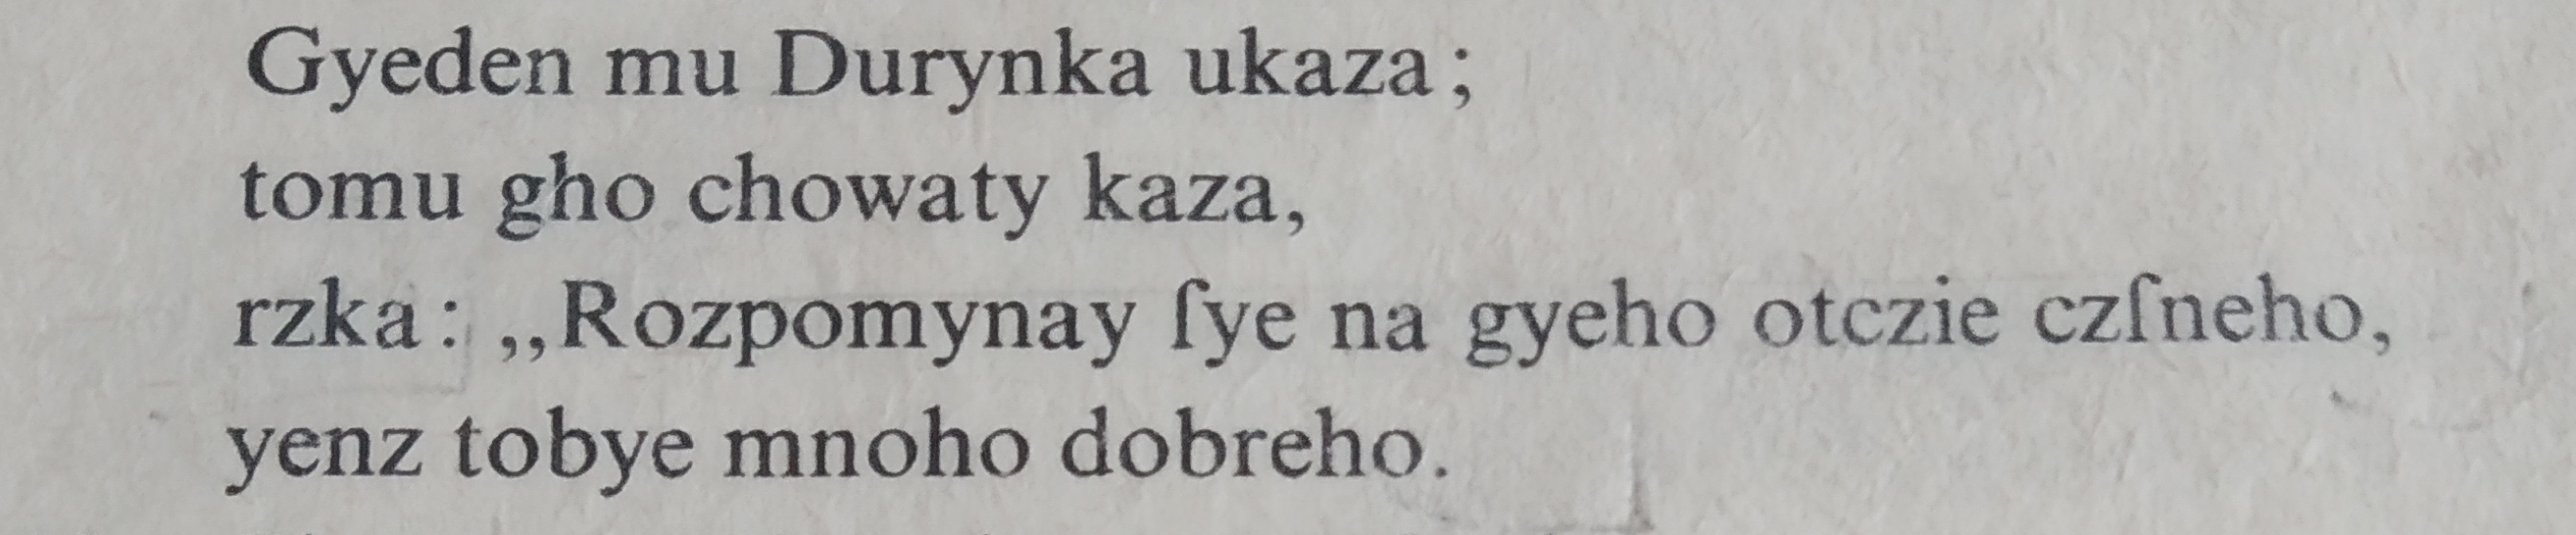 Gyeden mu Durynka ukaza;
tomu gho chowaty kaza,
rzka: „Rozpomynay ſye na gyeho otczie czſneho,
yenz tobye mnoho dobreho.